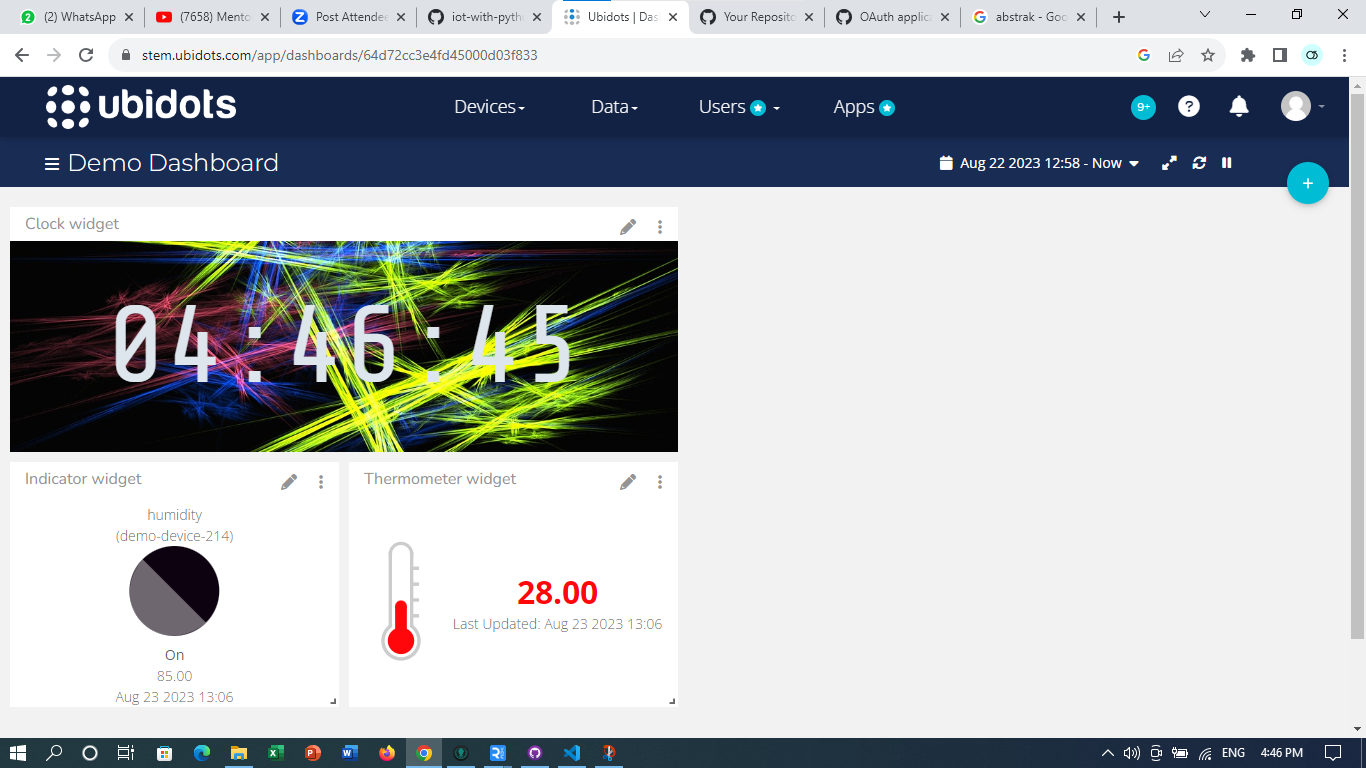 (2) WhatsApp
(7658) Mento
Post Attende
iot-with-pyth
Ubidots | Das
Your Reposito
OAuth applic
abstrak - Goo
stem.ubidots.com/app/dashboards/64d72cc3e4fd45000d03f833
ubidots
Devices
Data
Users
Apps
9+
Demo Dashboard
Aug 22 2023 12:58 - Now
Clock widget
04:46:45
Indicator widget
humidity
(demo-device-214)
On
85.00
Aug 23 2023 13:06
Thermometer widget
28.00
Last Updated: Aug 23 2023 13:06
ENG
4:46 PM